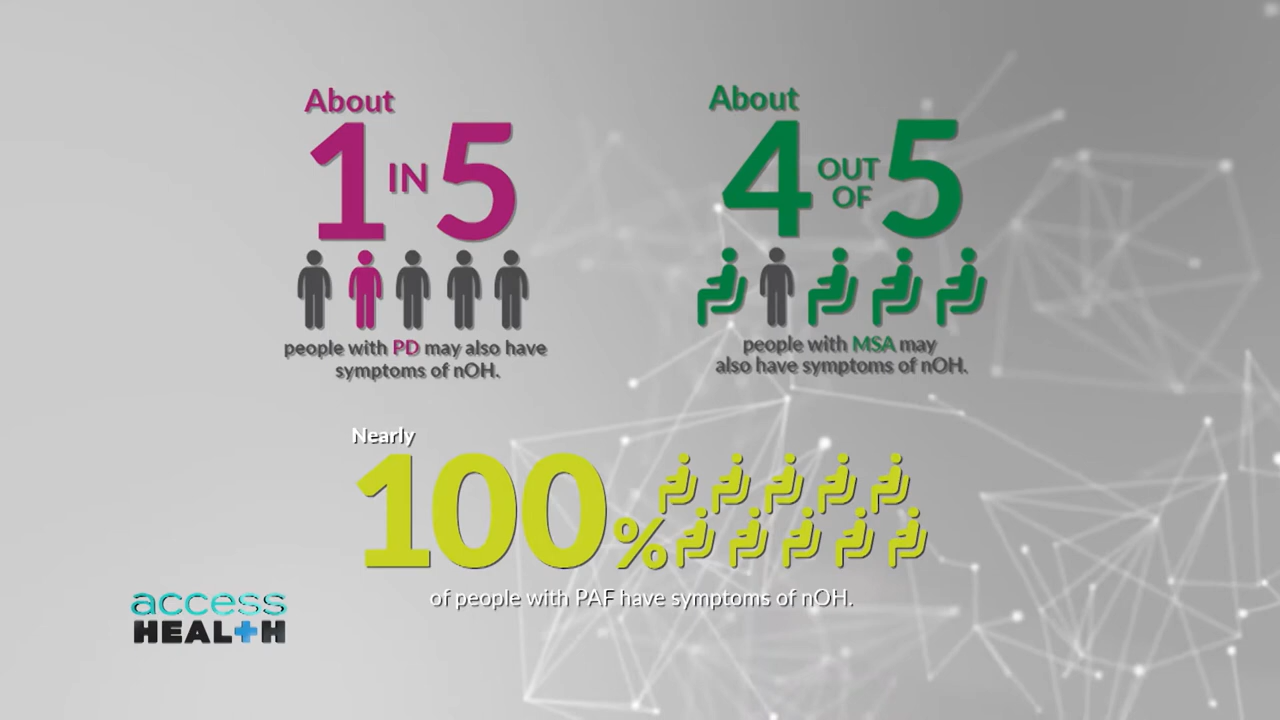 About
1 IN 5
people with PD may also have
symptoms of nOH.
About
4 OUT OF 5
people with MSA may
also have symptoms of nOH.
Nearly
100%
of people with PAF have symptoms of nOH.
access
HEALTH